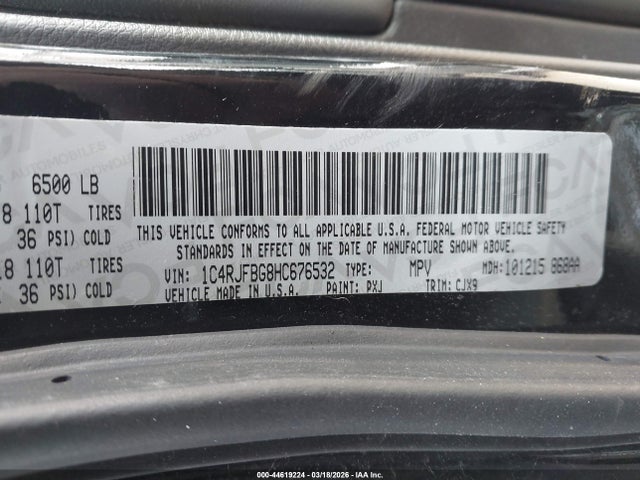 6500 LB
8 110T TIRES
36 PSI) COLD
THIS VEHICLE CONFORMS TO ALL APPLICABLE U.S.A. FEDERAL MOTOR VEHICLE SAFETY
STANDARDS IN EFFECT ON THE DATE OF MANUFACTURE SHOWN ABOVE.
.8 110T TIRES
36 PSI) COLD
VIN: 1C4RJFBG8HC676532 TYPE: MPV MDH: 101215 868AA
VEHICLE MADE IN U.S.A. PAINT: PXJ TRIM: CJX9
000-44619224 - 03/18/2026 - IAA Inc.